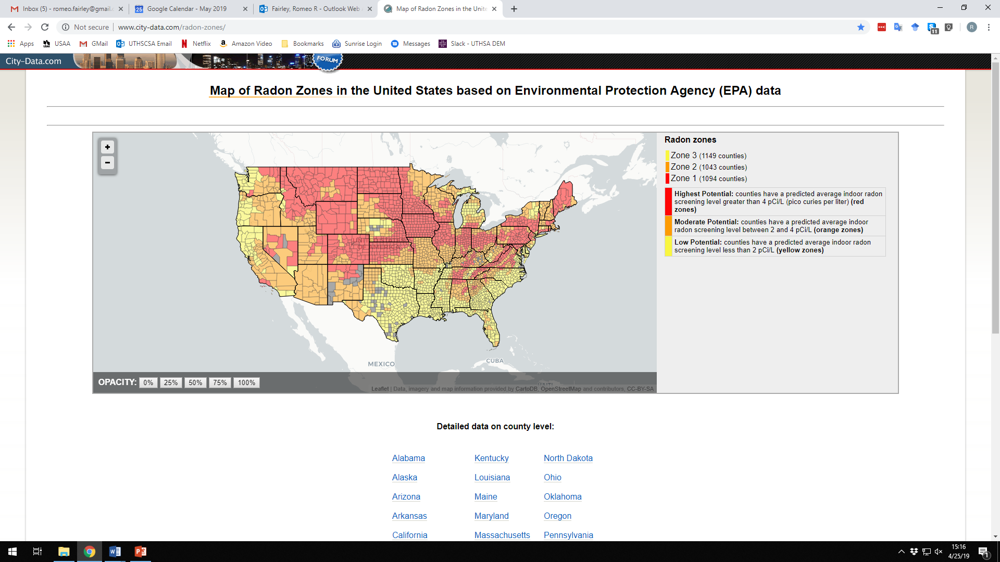 Inbox (5) - romeo.fairley@gmail.
Google Calendar - May 2019
Fairley, Romeo R - Outlook Web
Map of Radon Zones in the Unite
Not secure
www.city-data.com/radon-zones/
11
R
Apps
USAA
GMail
UTHSCSA Email
Netflix
Amazon Video
Bookmarks
Sunrise Login
Messages
Slack - UTHSA DEM
City-Data.com
FORUM
Map of Radon Zones in the United States based on Environmental Protection Agency (EPA) data
+
-
MEXICO
CUBA
HAITI
OPACITY: 0% 25% 50% 75% 100%
Leaflet | Data, imagery and map information provided by CartoDB, OpenStreetMap and contributors, CC-BY-SA
Radon zones
Zone 3 (1149 counties)
Zone 2 (1043 counties)
Zone 1 (1094 counties)
Highest Potential: counties have a predicted average indoor radon
screening level greater than 4 pCi/L (pico curies per liter) (red
zones)
Moderate Potential: counties have a predicted average indoor
radon screening level between 2 and 4 pCi/L (orange zones)
Low Potential: counties have a predicted average indoor radon
screening level less than 2 pCi/L (yellow zones)
Detailed data on county level:
Alabama Kentucky North Dakota
Alaska Louisiana Ohio
Arizona Maine Oklahoma
Arkansas Maryland Oregon
California Massachusetts Pennsylvania
15:16
4/25/19
1